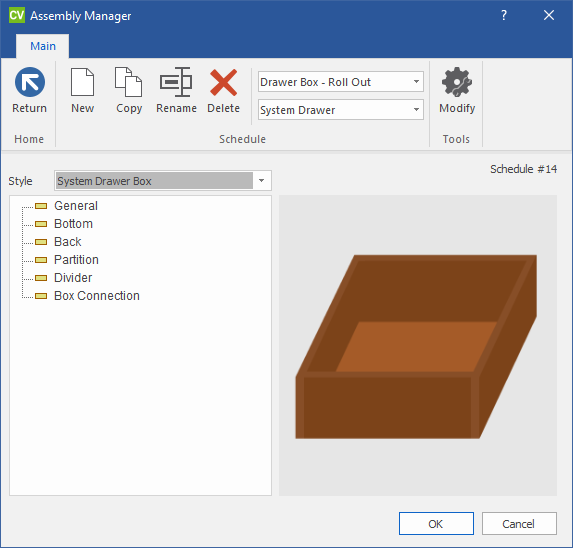 CV Assembly Manager ?
Main
Return New Copy Rename Delete Drawer Box - Roll Out System Drawer Modify
Home Schedule Tools
Schedule #14
Style System Drawer Box
General
Bottom
Back
Partition
Divider
Box Connection
OK Cancel